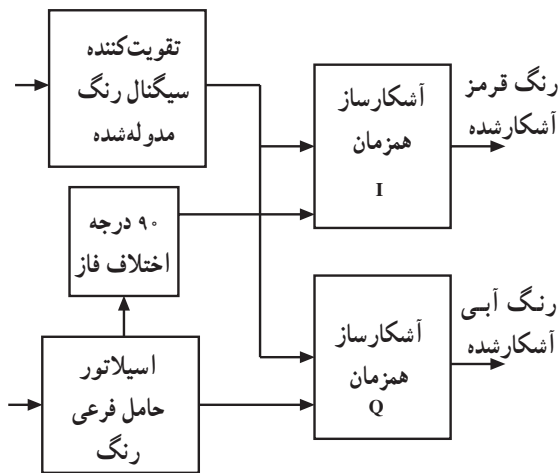 تقویت‌کننده
سیگنال رنگ
مدوله‌شده
آشکارساز
همزمان
I
رنگ قرمز
آشکارشده
۹۰ درجه
اختلاف فاز
اسیلاتور
حامل فرعی
رنگ
آشکارساز
همزمان
Q
رنگ آبی
آشکارشده